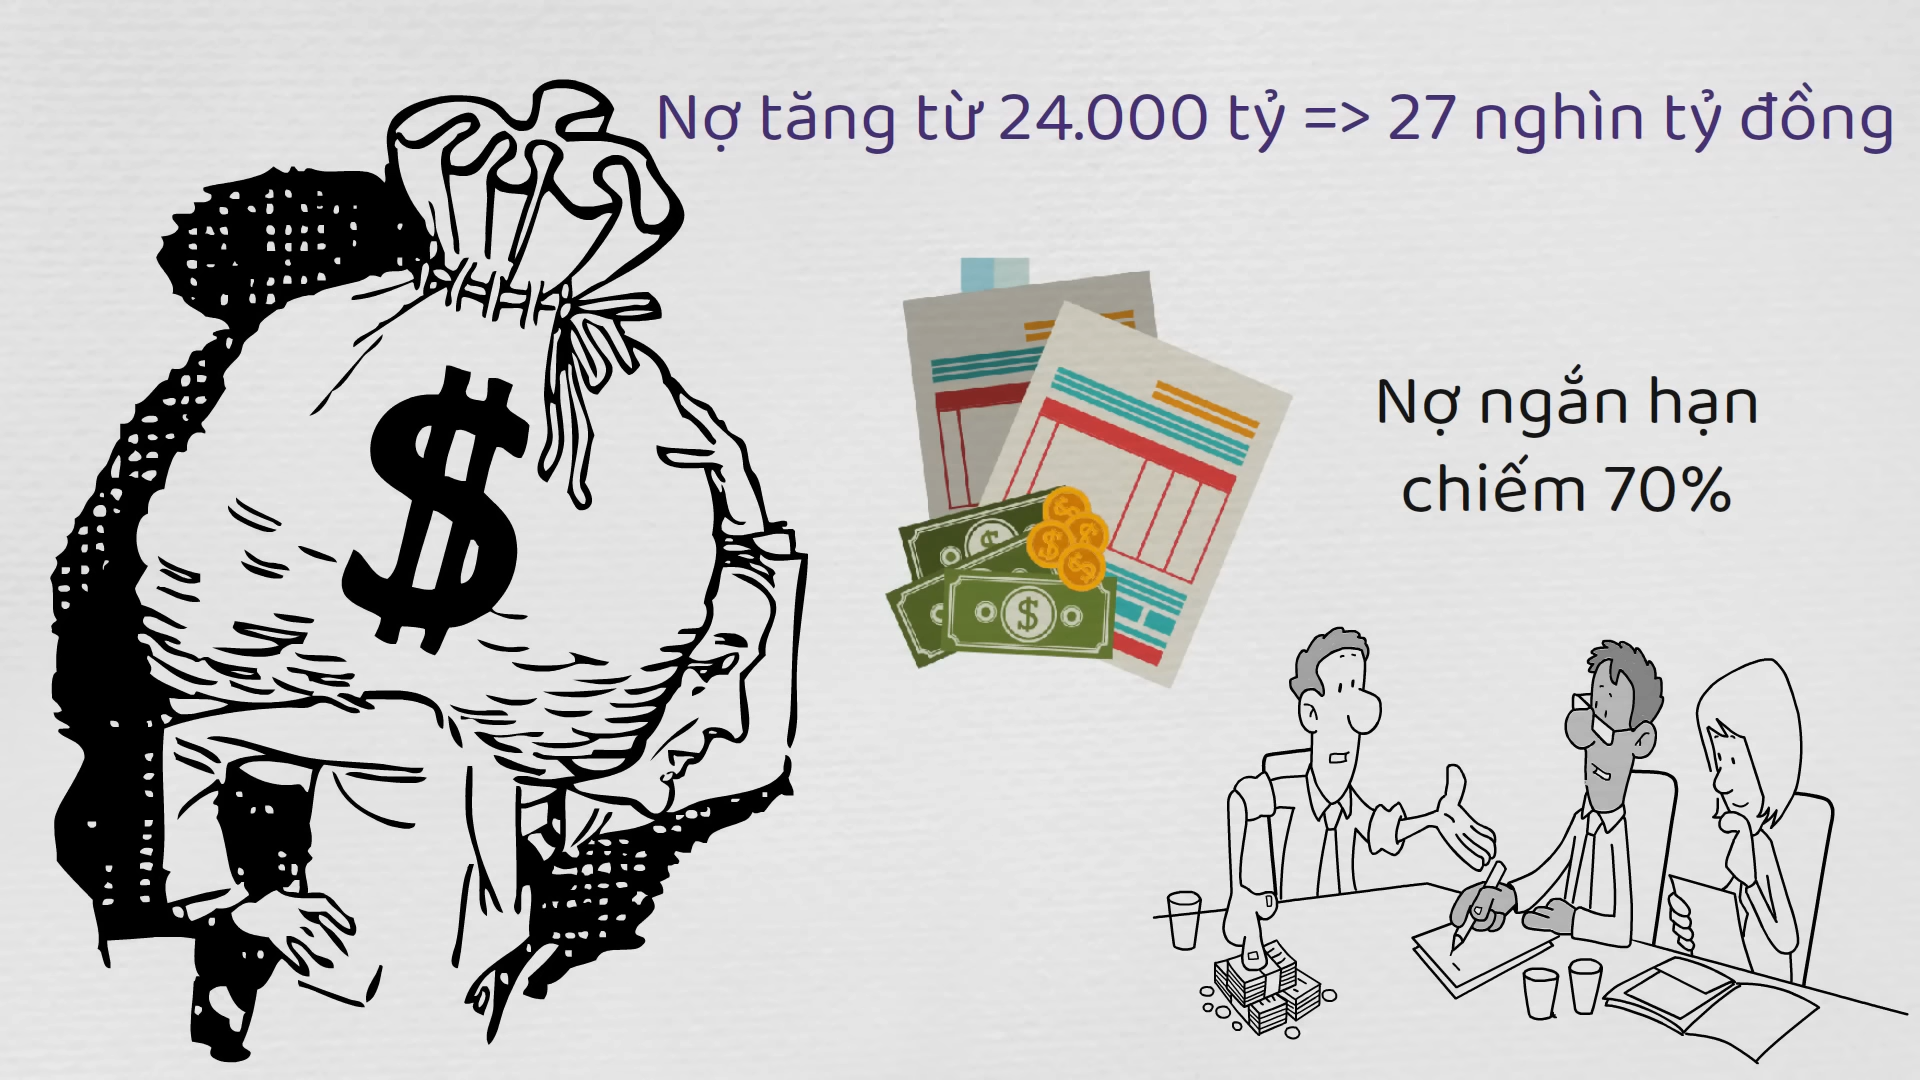 Nợ tăng từ 24.000 tỷ => 27 nghìn tỷ đồng
Nợ ngắn hạn
chiếm 70%